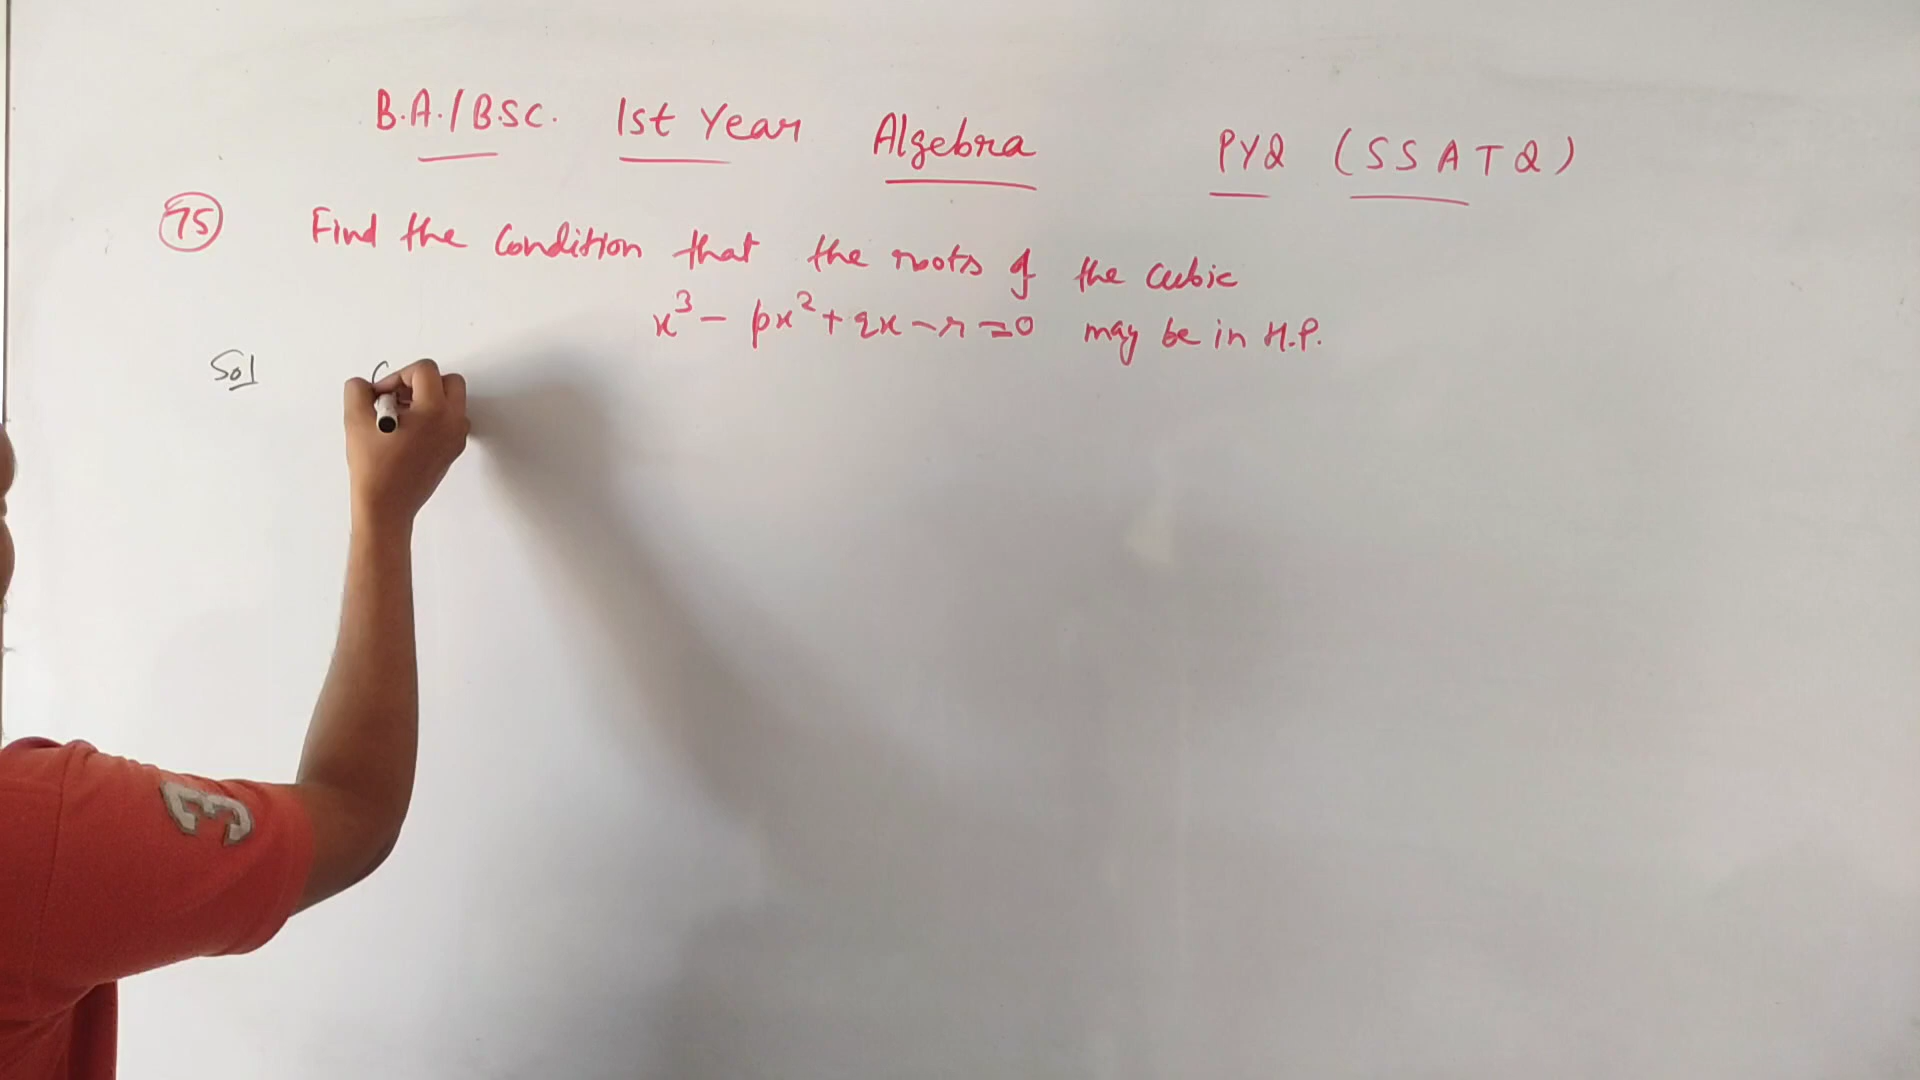 B.A./B.SC. 1st Year Algebra PYQ (SSATQ)
75 Find the Condition that the roots of the cubic
x³ - px² + qx - r = 0 may be in H.P.
Sol
3